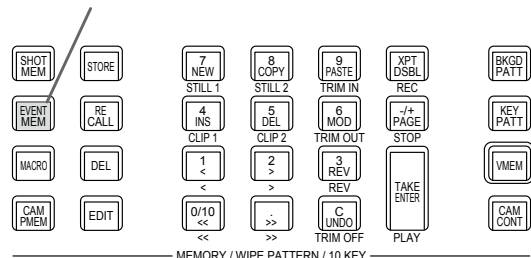 SHOT MEM
STORE
7 NEW
8 COPY
9 PASTE
XPT DSBL
BKGD PATT
STILL 1
STILL 2
TRIM IN
REC
EVENT MEM
RE CALL
4 INS
5 DEL
6 MOD
-/+ PAGE
KEY PATT
CLIP 1
CLIP 2
TRIM OUT
STOP
MACRO
DEL
1 <
2 >
3 REV
TAKE ENTER
VMEM
<
>
REV
CAM PMEM
EDIT
0/10 <<
. >>
C UNDO
CAM CONT
<<
>>
TRIM OFF
PLAY
MEMORY / WIPE PATTERN / 10 KEY